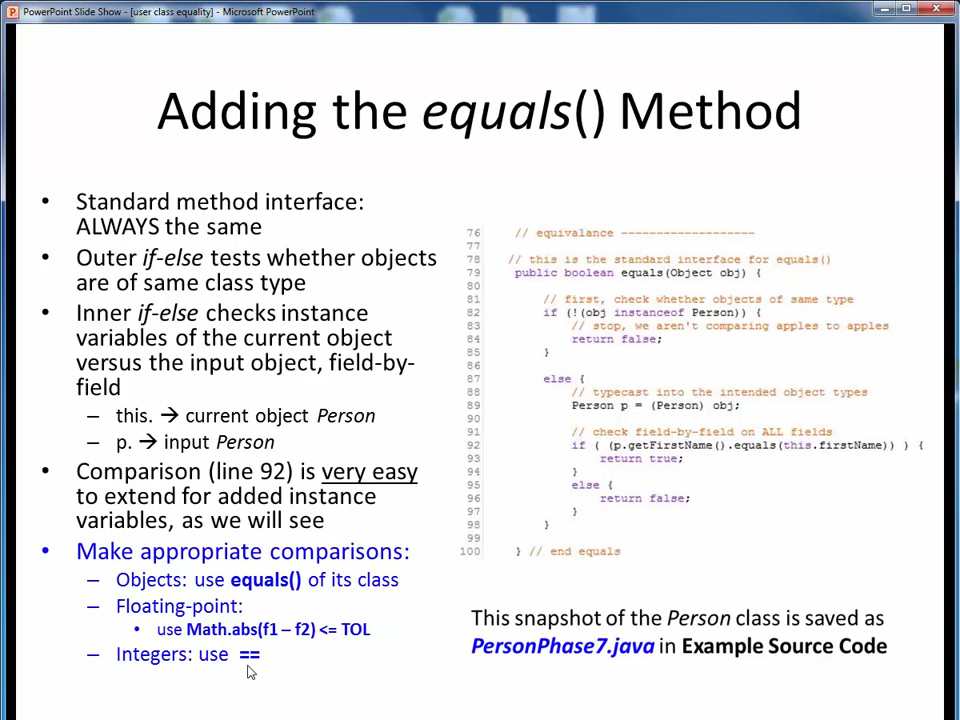 PowerPoint Slide Show - [user class equality] - Microsoft PowerPoint
Adding the equals() Method
• Standard method interface:
ALWAYS the same
• Outer if-else tests whether objects
are of same class type
• Inner if-else checks instance
variables of the current object
versus the input object, field-by-
field
– this. → current object Person
– p. → input Person
• Comparison (line 92) is very easy
to extend for added instance
variables, as we will see
• Make appropriate comparisons:
– Objects: use equals() of its class
– Floating-point:
• use Math.abs(f1 – f2) <= TOL
– Integers: use ==
76 // equivalance -------------------
77
78 // this is the standard interface for equals()
79 public boolean equals(Object obj) {
80
81 // first, check whether objects of same type
82 if (!(obj instanceof Person)) {
83 // stop, we aren't comparing apples to apples
84 return false;
85 }
86
87 else {
88 // typecast into the intended object types
89 Person p = (Person) obj;
90
91 // check field-by-field on ALL fields
92 if ( (p.getFirstName().equals(this.firstName)) ) {
93 return true;
94 }
95 else {
96 return false;
97 }
98 }
99
100 } // end equals
This snapshot of the Person class is saved as
PersonPhase7.java in Example Source Code